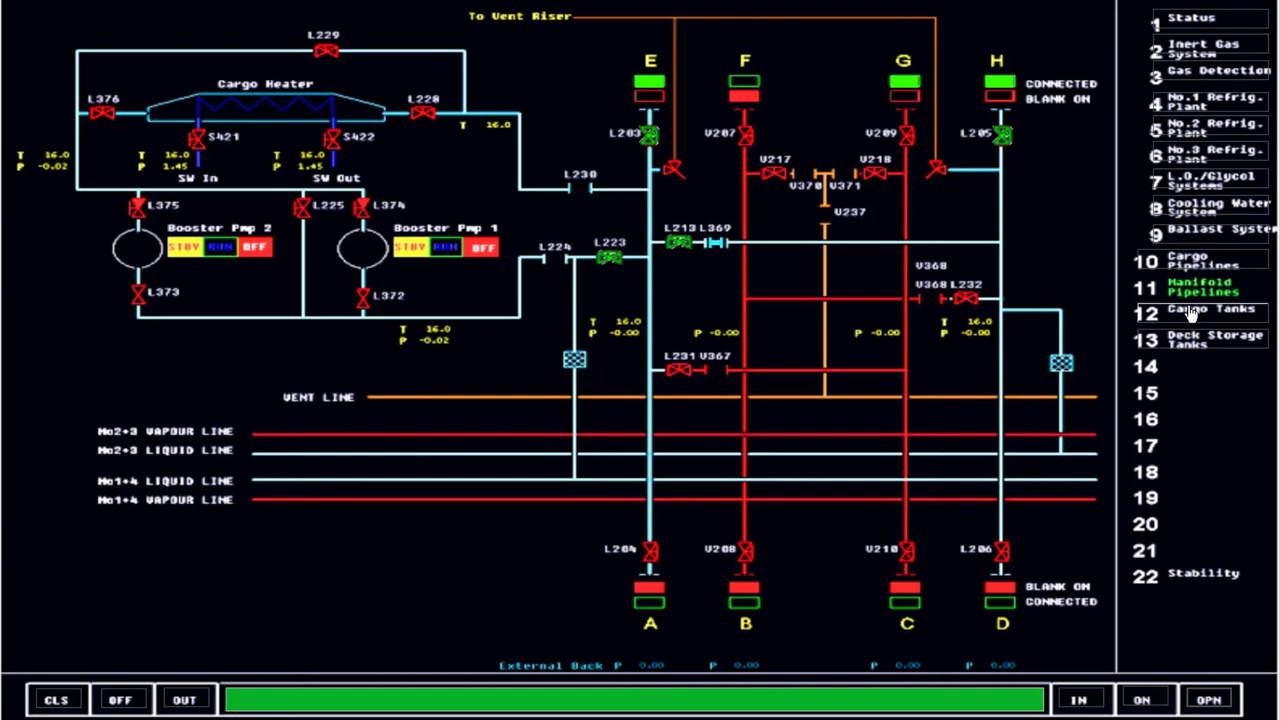 To Vent Riser
1 Status
2 Inert Gas System
3 Gas Detection
4 No.1 Refrig. Plant
5 No.2 Refrig. Plant
6 No.3 Refrig. Plant
7 L.O./Glycol Systems
8 Cooling Water System
9 Ballast System
10 Cargo Pipelines
11 Manifold Pipelines
12 Cargo Tanks
13 Deck Storage Tanks
14
15
16
17
18
19
20
21
22 Stability
L229
E F G H
CONNECTED
BLANK ON
Cargo Heater
L376 L228
T 16.0
S421 S422
L203 V207 V209 L205
T 16.0
P -0.02
T 16.0
P 1.45
T 16.0
P 1.45
SW In SW Out
L230
V217 V218
V370 V371
V237
L375 L225 L374
Booster Pmp 2
STBY RUN OFF
Booster Pmp 1
STBY RUN OFF
L224 L223
L213 L369
V368
V368 L232
L373 L372
T 16.0
P -0.02
T 16.0
P -0.00
P -0.00
P -0.00
T 16.0
P -0.00
L231 V367
VENT LINE
No2+3 VAPOUR LINE
No2+3 LIQUID LINE
No1+4 LIQUID LINE
No1+4 VAPOUR LINE
L204 V208 V210 L206
BLANK ON
CONNECTED
A B C D
External Back P 0.00 P 0.00 P 0.00 P 0.00
CLS OFF OUT IN ON OPN